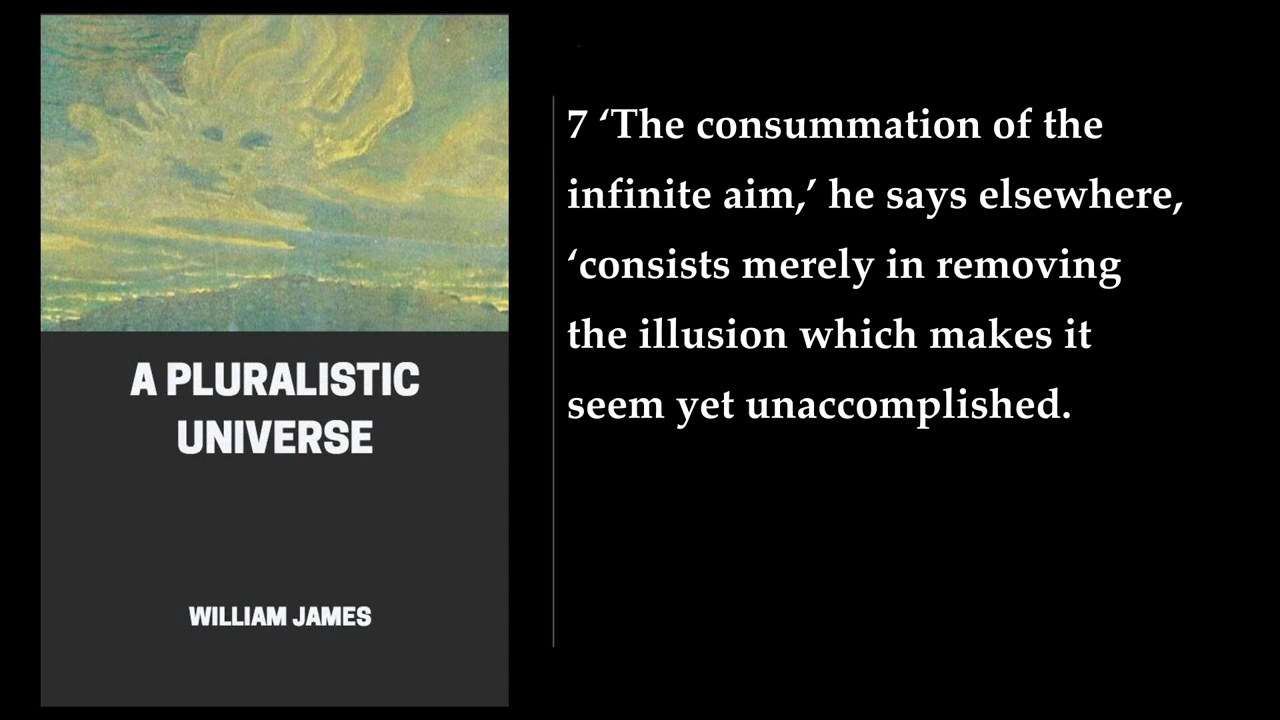 A PLURALISTIC
UNIVERSE
WILLIAM JAMES
7 ‘The consummation of the
infinite aim,’ he says elsewhere,
‘consists merely in removing
the illusion which makes it
seem yet unaccomplished.